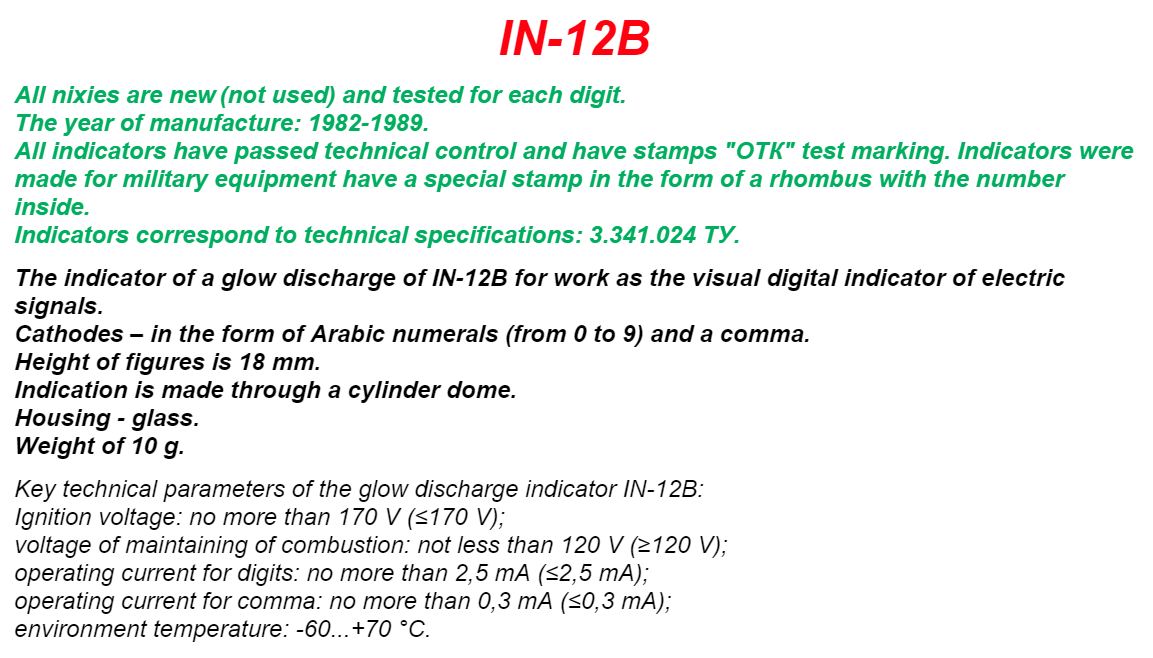 IN-12B
All nixies are new (not used) and tested for each digit.
The year of manufacture: 1982-1989.
All indicators have passed technical control and have stamps "ОТК" test marking. Indicators were
made for military equipment have a special stamp in the form of a rhombus with the number
inside.
Indicators correspond to technical specifications: 3.341.024 ТУ.
The indicator of a glow discharge of IN-12B for work as the visual digital indicator of electric
signals.
Cathodes – in the form of Arabic numerals (from 0 to 9) and a comma.
Height of figures is 18 mm.
Indication is made through a cylinder dome.
Housing - glass.
Weight of 10 g.
Key technical parameters of the glow discharge indicator IN-12B:
Ignition voltage: no more than 170 V (≤170 V);
voltage of maintaining of combustion: not less than 120 V (≥120 V);
operating current for digits: no more than 2,5 mA (≤2,5 mA);
operating current for comma: no more than 0,3 mA (≤0,3 mA);
environment temperature: -60...+70 °C.